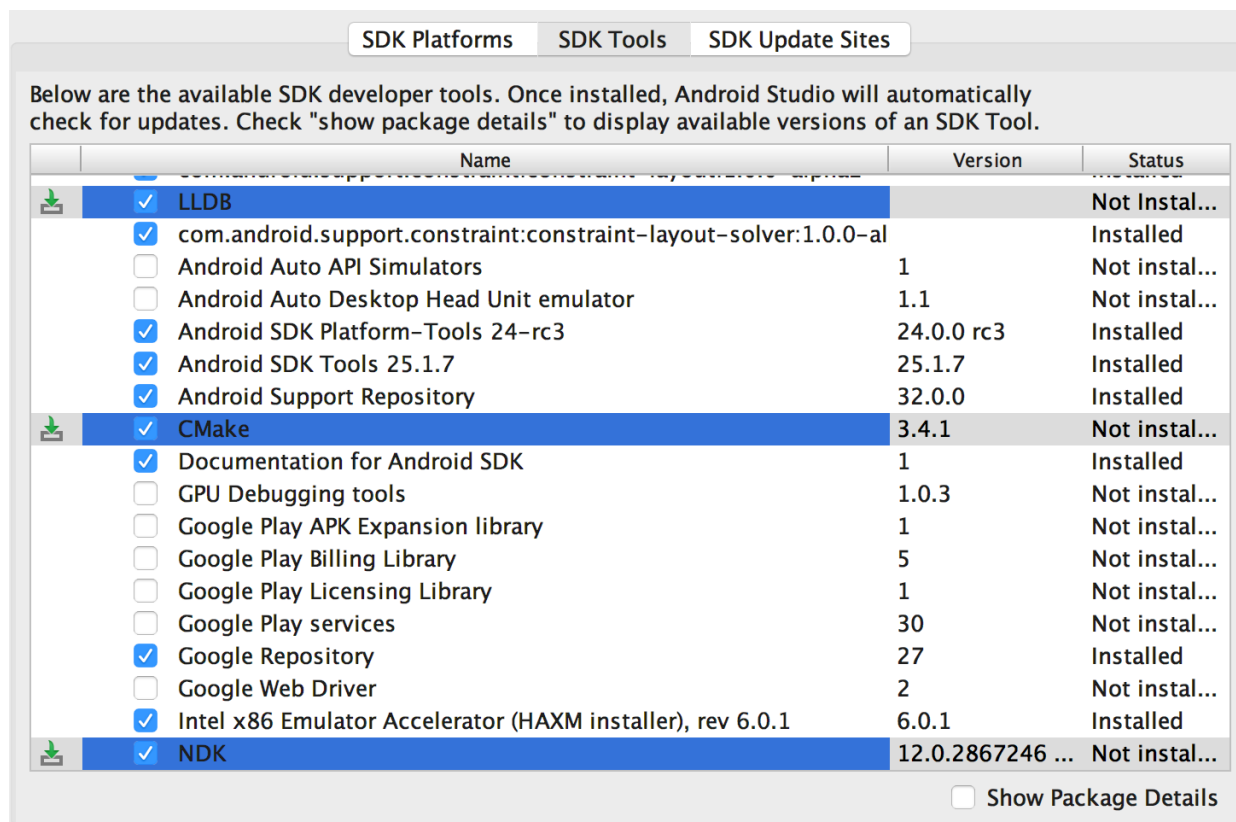 SDK Platforms SDK Tools SDK Update Sites
Below are the available SDK developer tools. Once installed, Android Studio will automatically
check for updates. Check "show package details" to display available versions of an SDK Tool.
Name Version Status
LLDB Not Instal...
com.android.support.constraint:constraint-layout-solver:1.0.0-al Installed
Android Auto API Simulators 1 Not instal...
Android Auto Desktop Head Unit emulator 1.1 Not instal...
Android SDK Platform-Tools 24-rc3 24.0.0 rc3 Installed
Android SDK Tools 25.1.7 25.1.7 Installed
Android Support Repository 32.0.0 Installed
CMake 3.4.1 Not instal...
Documentation for Android SDK 1 Installed
GPU Debugging tools 1.0.3 Not instal...
Google Play APK Expansion library 1 Not instal...
Google Play Billing Library 5 Not instal...
Google Play Licensing Library 1 Not instal...
Google Play services 30 Not instal...
Google Repository 27 Installed
Google Web Driver 2 Not instal...
Intel x86 Emulator Accelerator (HAXM installer), rev 6.0.1 6.0.1 Installed
NDK 12.0.2867246 ... Not instal...
Show Package Details